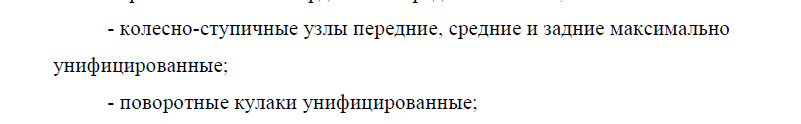 - колесно-ступичные узлы передние, средние и задние максимально
унифицированные;
- поворотные кулаки унифицированные;